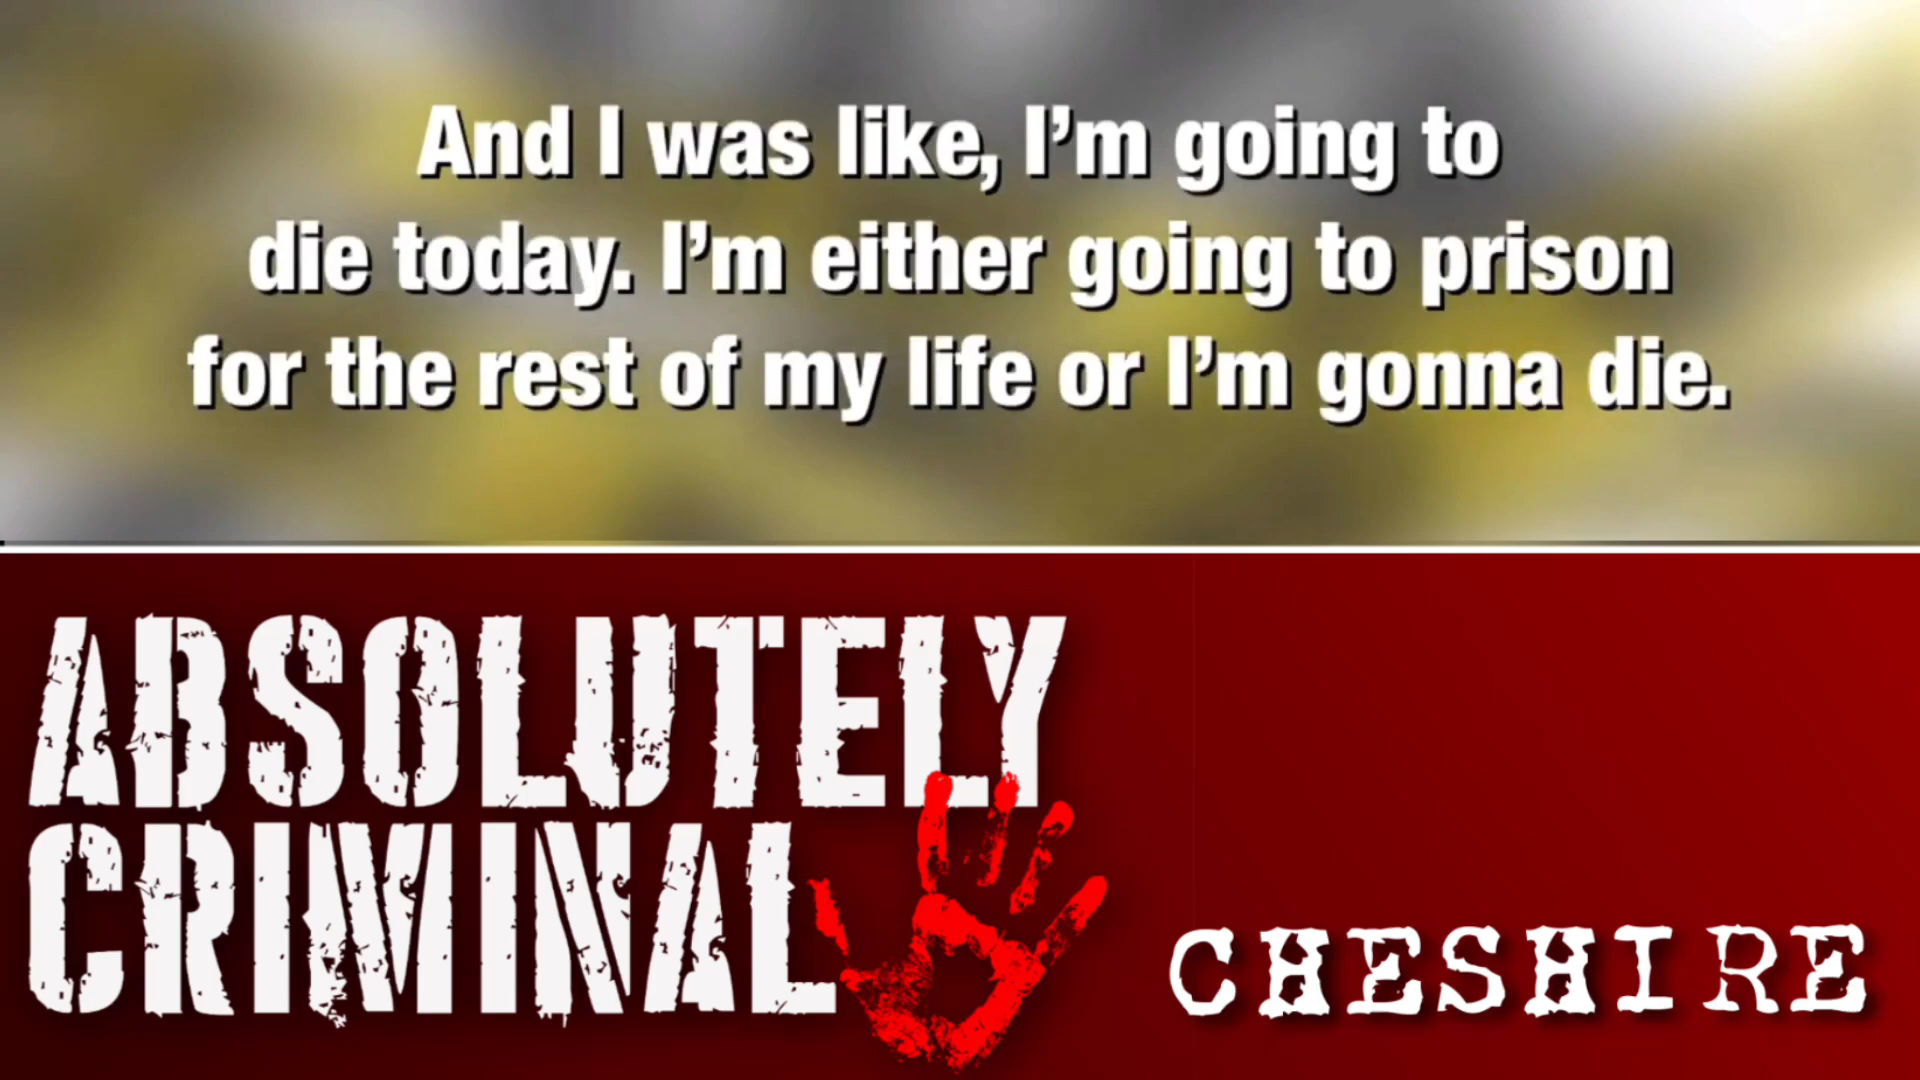 And I was like, I’m going to
die today. I’m either going to prison
for the rest of my life or I’m gonna die.
ABSOLUTELY
CRIMINAL
CHESHIRE